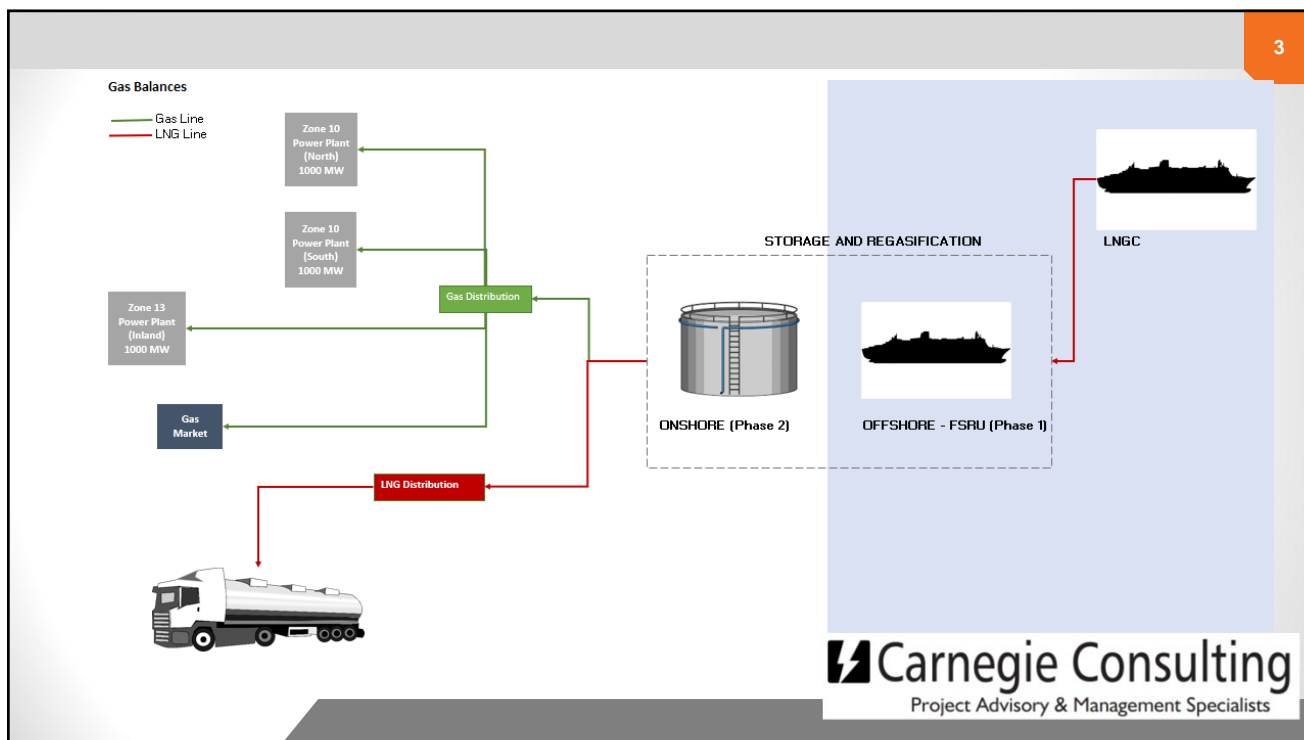 3
Gas Balances
Gas Line
LNG Line
Zone 10
Power Plant
(North)
1000 MW
Zone 10
Power Plant
(South)
1000 MW
Zone 13
Power Plant
(Inland)
1000 MW
Gas
Market
Gas Distribution
LNG Distribution
STORAGE AND REGASIFICATION
LNGC
ONSHORE (Phase 2)
OFFSHORE - FSRU (Phase 1)
Carnegie Consulting
Project Advisory & Management Specialists